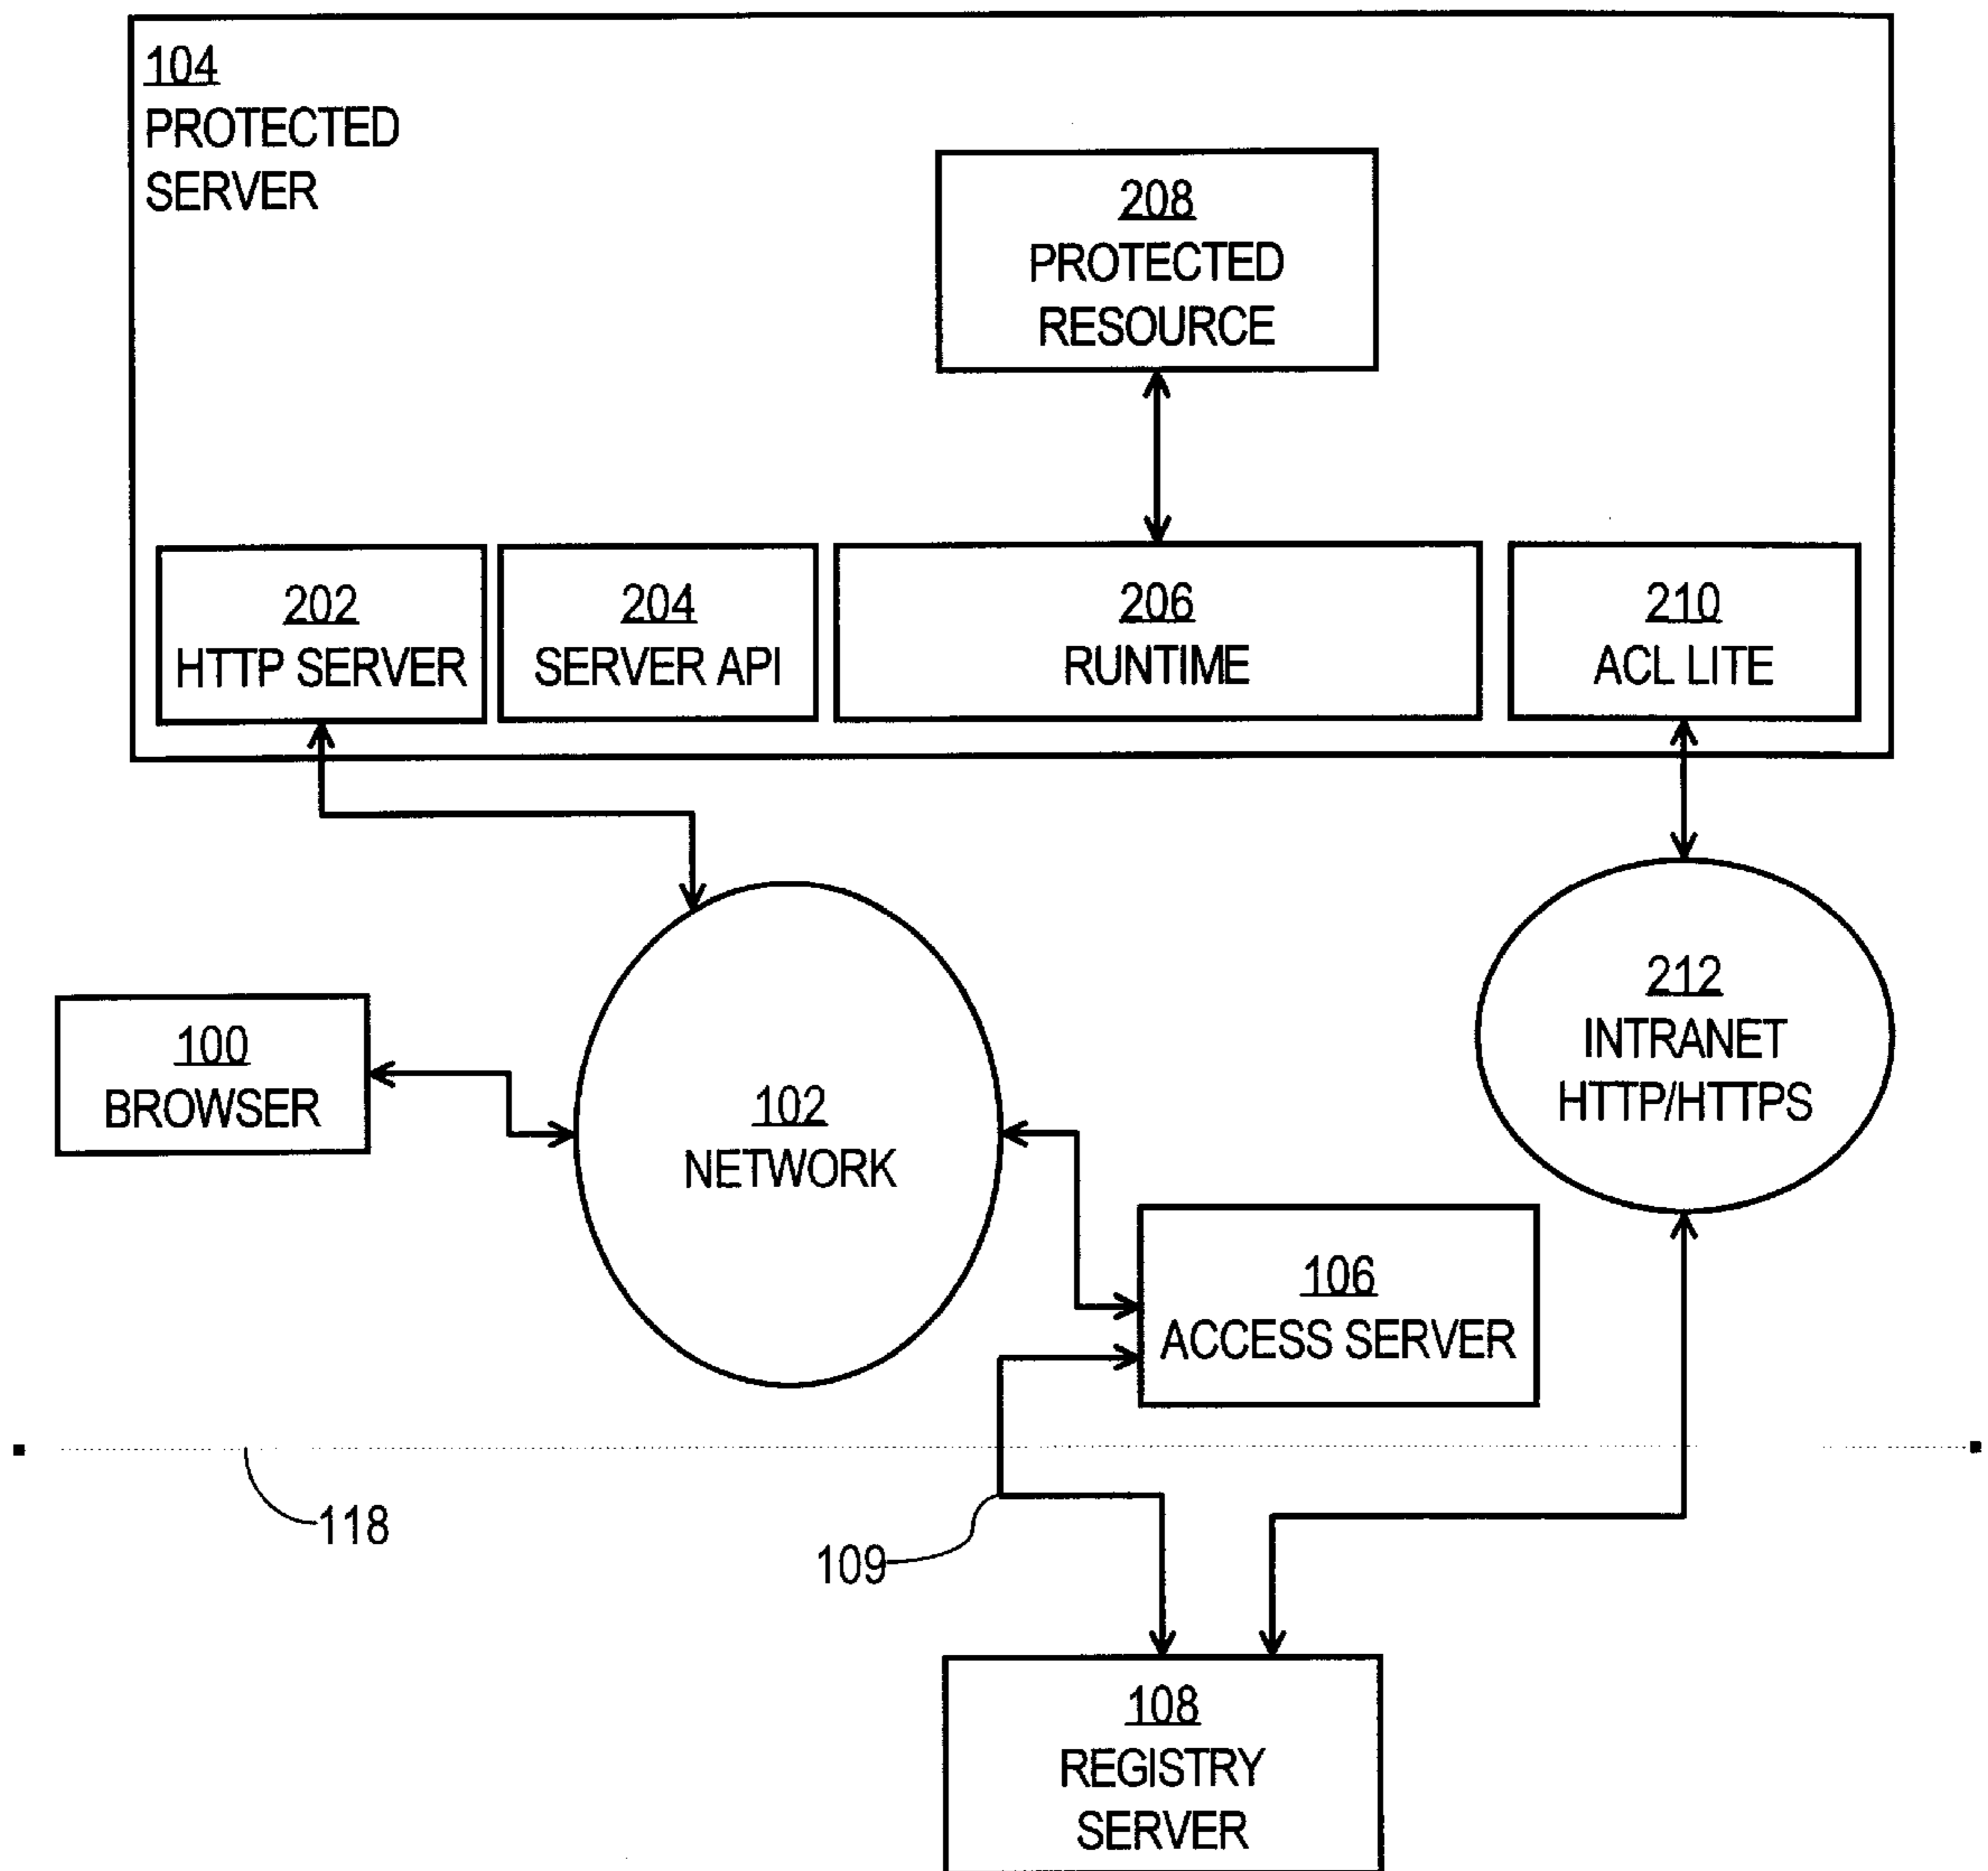 104
PROTECTED
SERVER
208
PROTECTED
RESOURCE
202
HTTP SERVER
204
SERVER API
206
RUNTIME
210
ACL LITE
212
INTRANET
HTTP/HTTPS
100
BROWSER
102
NETWORK
106
ACCESS SERVER
118
109
108
REGISTRY
SERVER